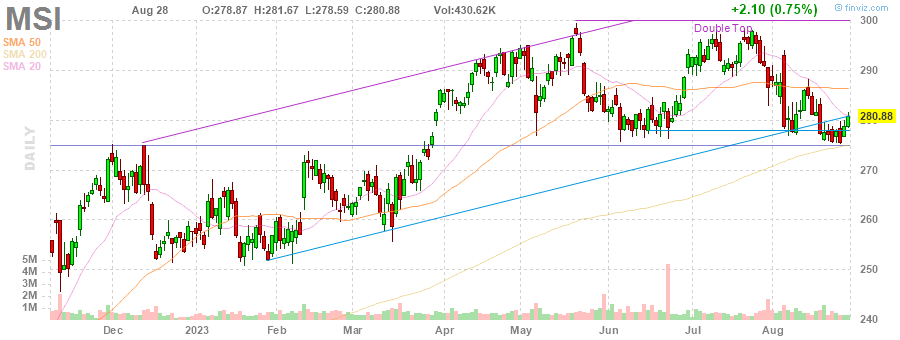 MSI
Aug 28 O:278.87 H:281.67 L:278.59 C:280.88 Vol:430.62K +2.10 (0.75%) finviz.com
SMA 50
SMA 200
SMA 20
DAILY
Double Top
300
290
280
280.88
270
260
250
240
5M
4M
3M
2M
1M
Dec 2023 Feb Mar Apr May Jun Jul Aug